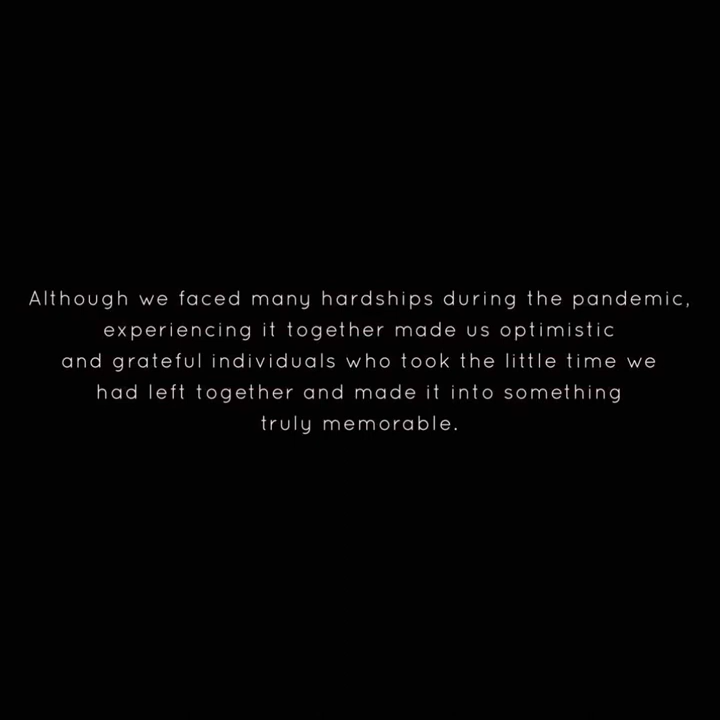 Although we faced many hardships during the pandemic,
experiencing it together made us optimistic
and grateful individuals who took the little time we
had left together and made it into something
truly memorable.